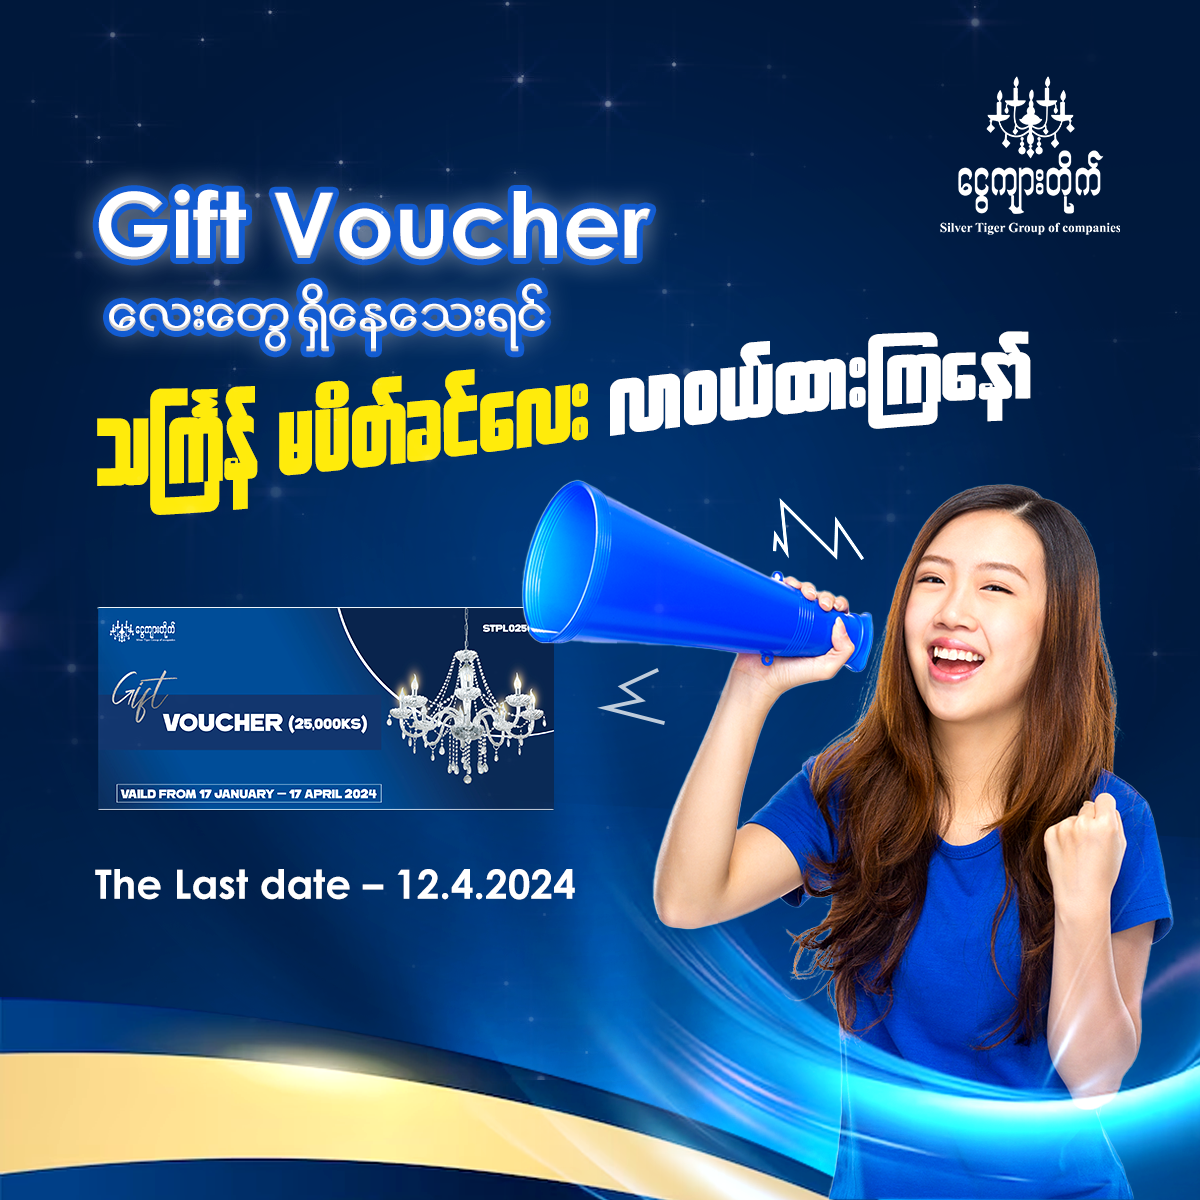 ငွေကျားတိုက်
Silver Tiger Group of companies
Gift Voucher
လေးတွေ ရှိနေသေးရင်
သင်္ကြန် မပိတ်ခင်လေး လာဝယ်ထားကြနော်
ငွေကျားတိုက်
Gift
VOUCHER (25,000KS)
VAILD FROM 17 JANUARY – 17 APRIL 2024
The Last date – 12.4.2024